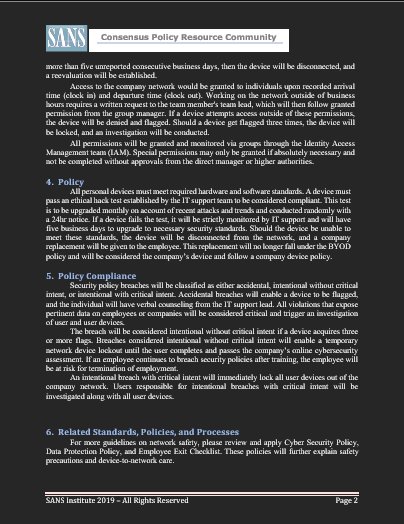 SANS
Consensus Policy Resource Community
more than five unreported consecutive business days, then the device will be disconnected, and
a reevaluation will be established.
Access to the company network would be granted to individuals upon recorded arrival
time (clock in) and departure time (clock out). Working on the network outside of business
hours requires a written request to the team member's team lead, which will then follow granted
permission from the group manager. If a device attempts access outside of these permissions,
the device will be denied and flagged. Should a device get flagged three times, the device will
be locked, and an investigation will be conducted.
All permissions will be granted and monitored via groups through the Identity Access
Management team (IAM). Special permissions may only be granted if absolutely necessary and
not be completed without approvals from the direct manager or higher authorities.
4. Policy
All personal devices must meet required hardware and software standards. A device must
pass an ethical hack test established by the IT support team to be considered compliant. This test
is to be upgraded monthly on account of recent attacks and trends and conducted randomly with
a 24hr notice. If a device fails the test, it will be strictly monitored by IT support and will have
five business days to upgrade to necessary security standards. Should the device be unable to
meet these standards, the device will be disconnected from the network, and a company
replacement will be given to the employee. This replacement will no longer fall under the BYOD
policy and will be considered the company's device and follow a company device policy.
5. Policy Compliance
Security policy breaches will be classified as either accidental, intentional without critical
intent, or intentional with critical intent. Accidental breaches will enable a device to be flagged,
and the individual will have verbal counseling from the IT support lead. All violations that expose
pertinent data on employees or companies will be considered critical and trigger an investigation
of user and user devices.
The breach will be considered intentional without critical intent if a device acquires three
or more flags. Breaches considered intentional without critical intent will enable a temporary
network device lockout until the user completes and passes the company's online cybersecurity
assessment. If an employee continues to breach security policies after training, the employee will
be at risk for termination of employment.
An intentional breach with critical intent will immediately lock all user devices out of the
company network. Users responsible for intentional breaches with critical intent will be
investigated along with all user devices.
6. Related Standards, Policies, and Processes
For more guidelines on network safety, please review and apply Cyber Security Policy,
Data Protection Policy, and Employee Exit Checklist. These policies will further explain safety
precautions and device-to-network care.
SANS Institute 2019 – All Rights Reserved Page 2